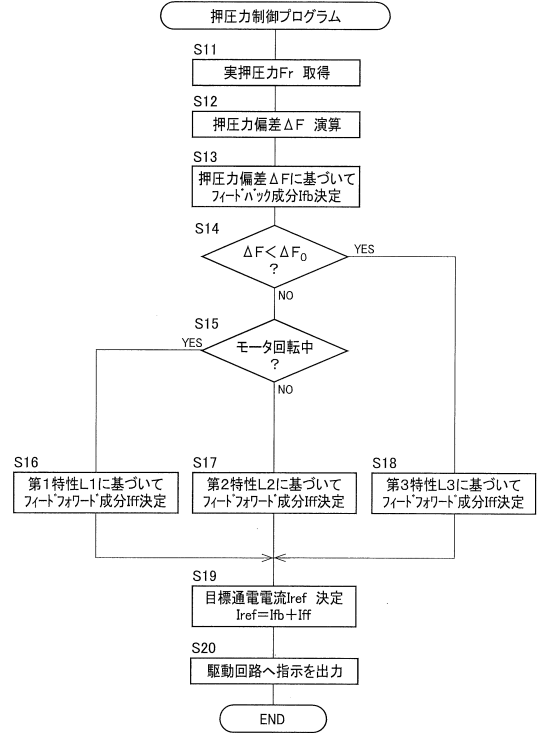 押圧力制御プログラム
S11
実押圧力Fr 取得
S12
押圧力偏差ΔF 演算
S13
押圧力偏差ΔFに基づいて
フィードバック成分Ifb決定
S14
ΔF<ΔF₀
?
YES
NO
S15
モータ回転中
?
YES
NO
S16
第1特性L1に基づいて
フィードフォワード成分Iff決定
S17
第2特性L2に基づいて
フィードフォワード成分Iff決定
S18
第3特性L3に基づいて
フィードフォワード成分Iff決定
S19
目標通電電流Iref 決定
Iref=Ifb+Iff
S20
駆動回路へ指示を出力
END